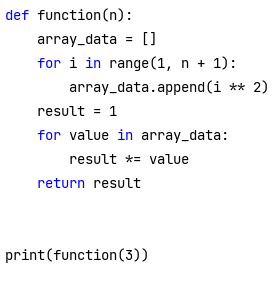 def function(n):
    array_data = []
    for i in range(1, n + 1):
        array_data.append(i ** 2)
    result = 1
    for value in array_data:
        result *= value
    return result
print(function(3))